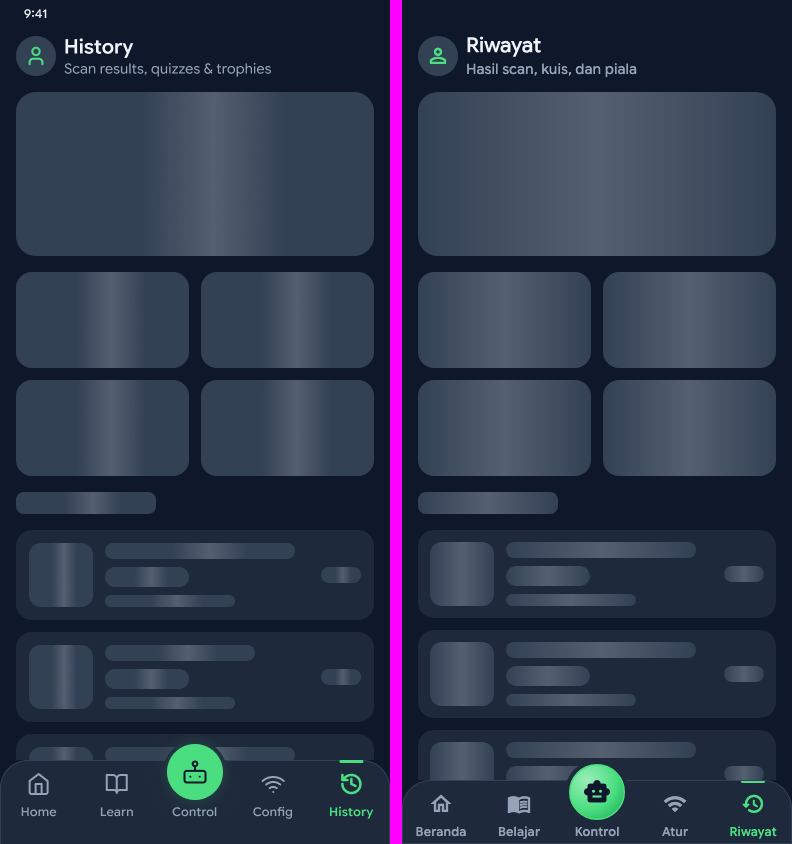 9:41
History
Scan results, quizzes & trophies
Home
Learn
Control
Config
History
Riwayat
Hasil scan, kuis, dan piala
Beranda
Belajar
Kontrol
Atur
Riwayat